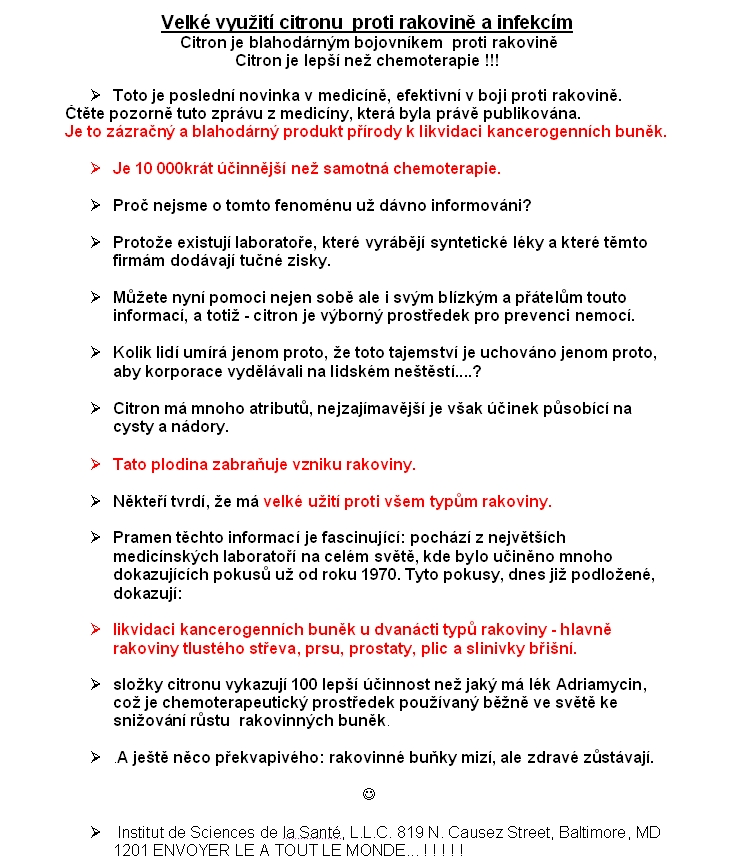 Velké využití citronu  proti rakovině a infekcím
Citron je blahodárným bojovníkem  proti rakovině
Citron je lepší než chemoterapie !!!
➢ Toto je poslední novinka v medicíně, efektivní v boji proti rakovině.
Čtěte pozorně tuto zprávu z medicíny, která byla právě publikována.
Je to zázračný a blahodárný produkt přírody k likvidaci kancerogenních buněk.
➢ Je 10 000krát účinnější než samotná chemoterapie.
➢ Proč nejsme o tomto fenoménu už dávno informováni?
➢ Protože existují laboratoře, které vyrábějí syntetické léky a které těmto
firmám dodávají tučné zisky.
➢ Můžete nyní pomoci nejen sobě ale i svým blízkým a přátelům touto
informací, a totiž - citron je výborný prostředek pro prevenci nemocí.
➢ Kolik lidí umírá jenom proto, že toto tajemství je uchováno jenom proto,
aby korporace vydělávali na lidském neštěstí....?
➢ Citron má mnoho atributů, nejzajímavější je však účinek působící na
cysty a nádory.
➢ Tato plodina zabraňuje vzniku rakoviny.
➢ Někteří tvrdí, že má velké užití proti všem typům rakoviny.
➢ Pramen těchto informací je fascinující: pochází z největších
medicínských laboratoří na celém světě, kde bylo učiněno mnoho
dokazujících pokusů už od roku 1970. Tyto pokusy, dnes již podložené,
dokazují:
➢ likvidaci kancerogenních buněk u dvanácti typů rakoviny - hlavně
rakoviny tlustého střeva, prsu, prostaty, plic a slinivky břišní.
➢ složky citronu vykazují 100 lepší účinnost než jaký má lék Adriamycin,
což je chemoterapeutický prostředek používaný běžně ve světě ke
snižování růstu  rakovinných buněk.
➢ .A ještě něco překvapivého: rakovinné buňky mizí, ale zdravé zůstávají.
☺
➢ Institut de Sciences de la Santé, L.L.C. 819 N. Causez Street, Baltimore, MD
1201 ENVOYER LE A TOUT LE MONDE... ! ! ! ! !